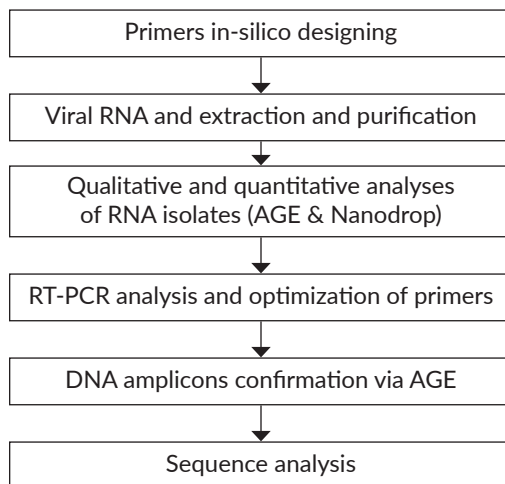 Primers in-silico designing
Viral RNA and extraction and purification
Qualitative and quantitative analyses
of RNA isolates (AGE & Nanodrop)
RT-PCR analysis and optimization of primers
DNA amplicons confirmation via AGE
Sequence analysis